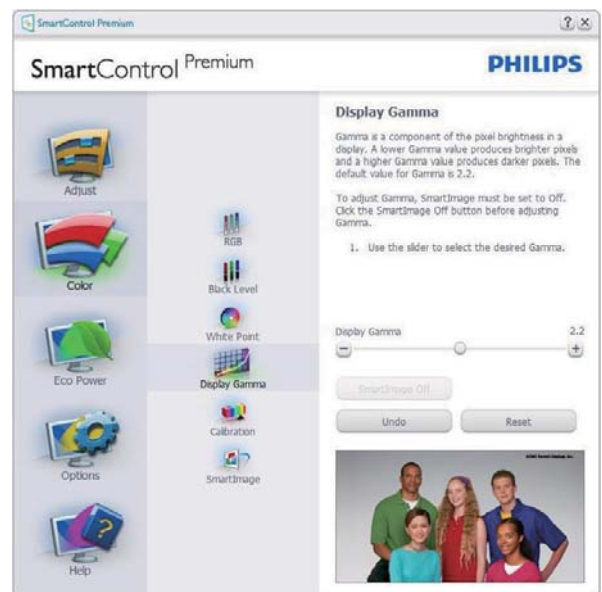 SmartControl Premium
SmartControl Premium
PHILIPS
Adjust
Color
Eco Power
Options
Help
RGB
Black Level
White Point
Display Gamma
Calibration
SmartImage
Display Gamma
Gamma is a component of the pixel brightness in a
display. A lower Gamma value produces brighter pixels
and a higher Gamma value produces darker pixels. The
default value for Gamma is 2.2.
To adjust Gamma, SmartImage must be set to Off.
Click the SmartImage Off button before adjusting
Gamma.
1. Use the slider to select the desired Gamma.
Display Gamma 2.2
SmartImage Off
Undo Reset